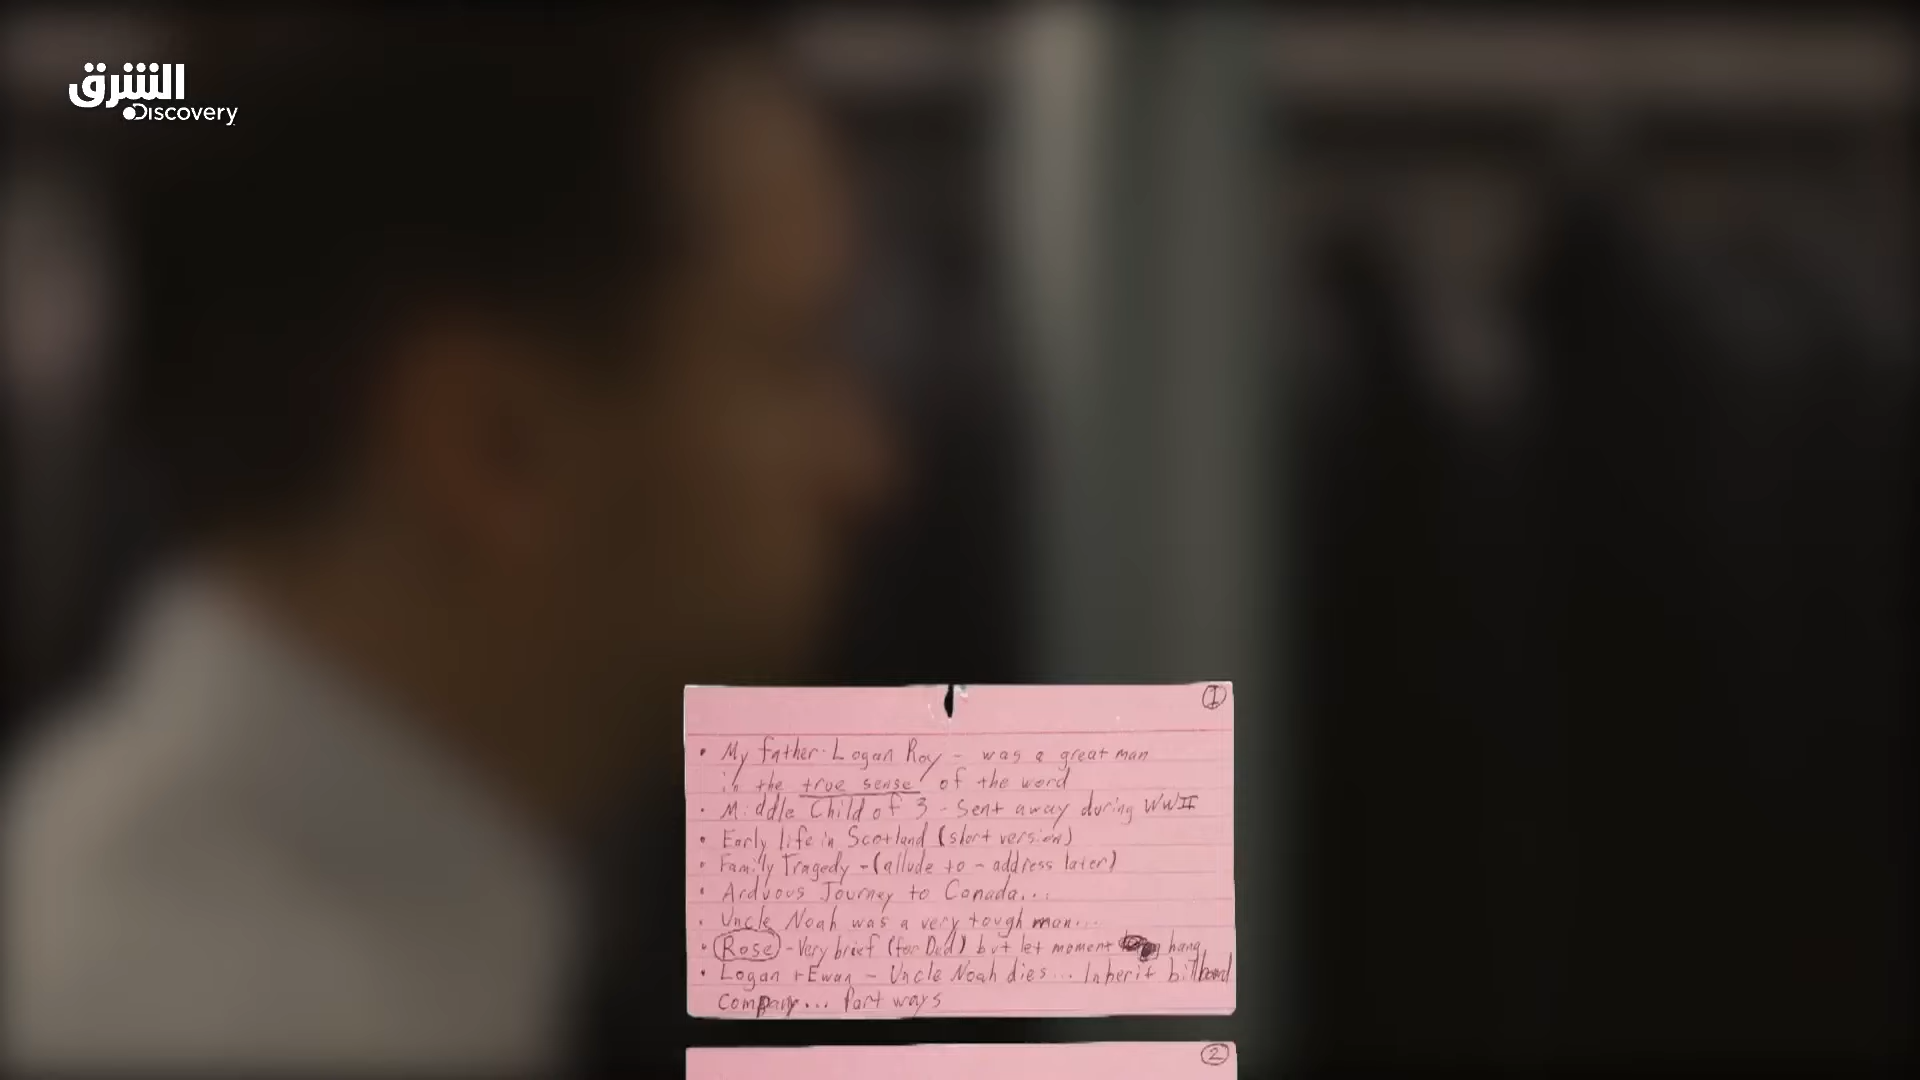 الشرق
Discovery
1
• My father Logan Roy – was a great man
in the true sense of the word
• Middle Child of 3 – Sent away during WWII
• Early life in Scotland (short version)
• Family Tragedy – (allude to – address later)
• Arduous Journey to Canada...
• Uncle Noah was a very tough man...
• Rose – Very brief (for Dad) but let moment hang
• Logan + Ewan – Uncle Noah dies... Inherit billboard
company... Part ways
2